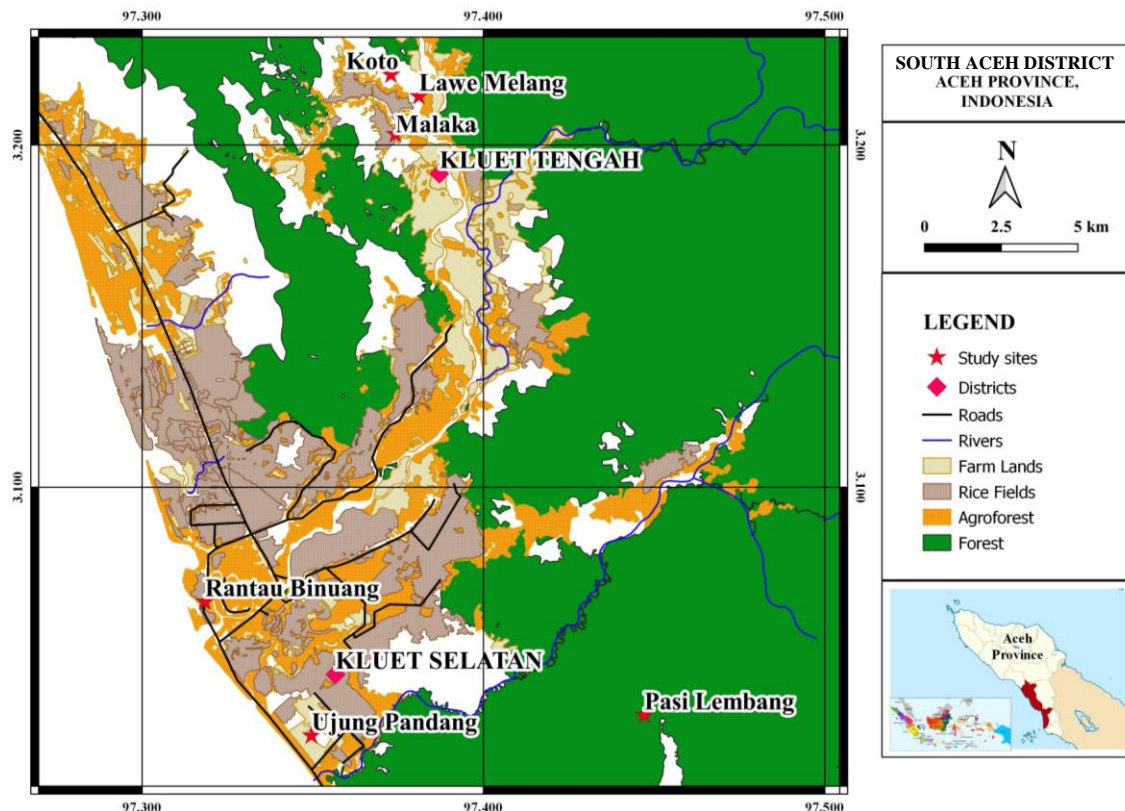 97.300
97.400
97.500
3.200
3.100
Koto
Lawe Melang
Malaka
KLUET TENGAH
Rantau Binuang
KLUET SELATAN
Ujung Pandang
Pasi Lembang
3.200
3.100
97.300
97.400
97.500
SOUTH ACEH DISTRICT
ACEH PROVINCE,
INDONESIA
N
0 2.5 5 km
LEGEND
Study sites
Districts
Roads
Rivers
Farm Lands
Rice Fields
Agroforest
Forest
Aceh
Province